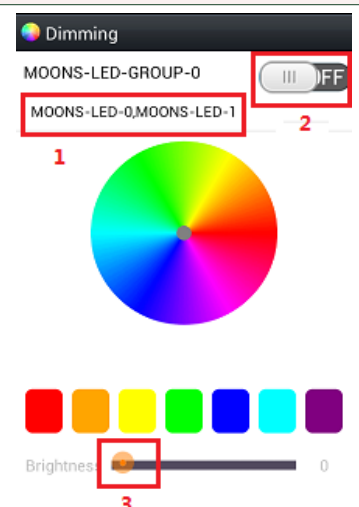 Dimming
MOONS-LED-GROUP-0
OFF
MOONS-LED-0,MOONS-LED-1
2
1
Brightness 0
3